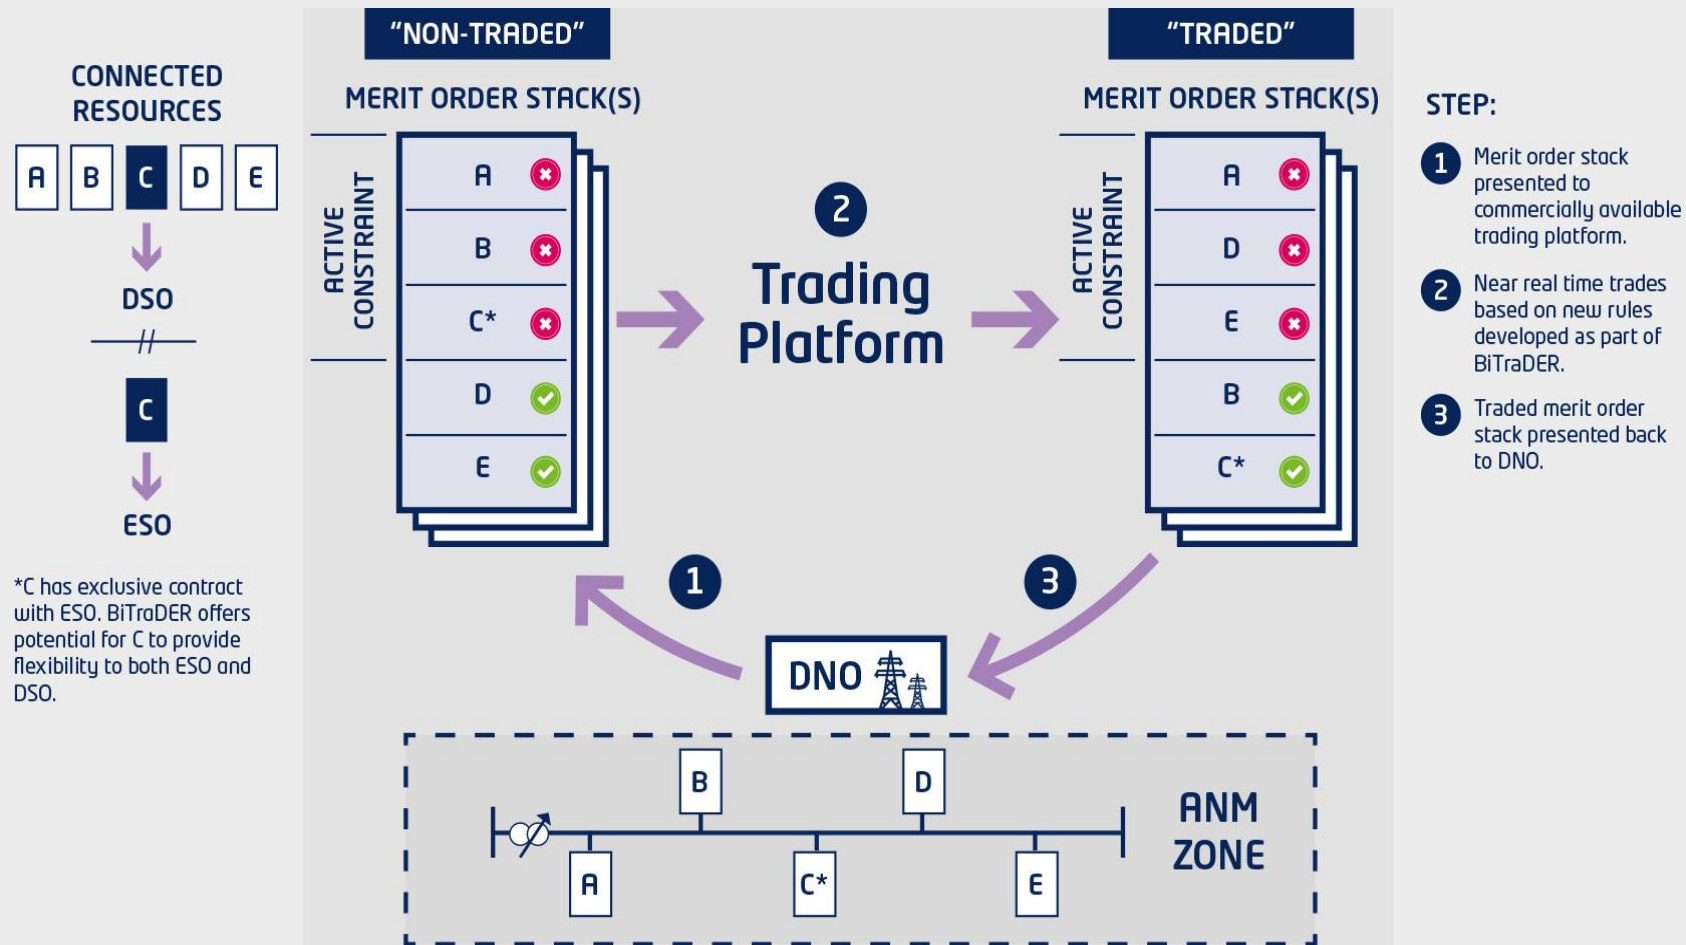 CONNECTED
RESOURCES
A B C D E
DSO
C
ESO
*C has exclusive contract
with ESO. BiTraDER offers
potential for C to provide
flexibility to both ESO and
DSO.
“NON-TRADED”
MERIT ORDER STACK(S)
ACTIVE
CONSTRAINT
A
B
C*
D
E
2
Trading
Platform
“TRADED”
MERIT ORDER STACK(S)
ACTIVE
CONSTRAINT
A
D
E
B
C*
1
3
DNO
B
D
A
C*
E
ANM
ZONE
STEP:
1 Merit order stack
presented to
commercially available
trading platform.
2 Near real time trades
based on new rules
developed as part of
BiTraDER.
3 Traded merit order
stack presented back
to DNO.